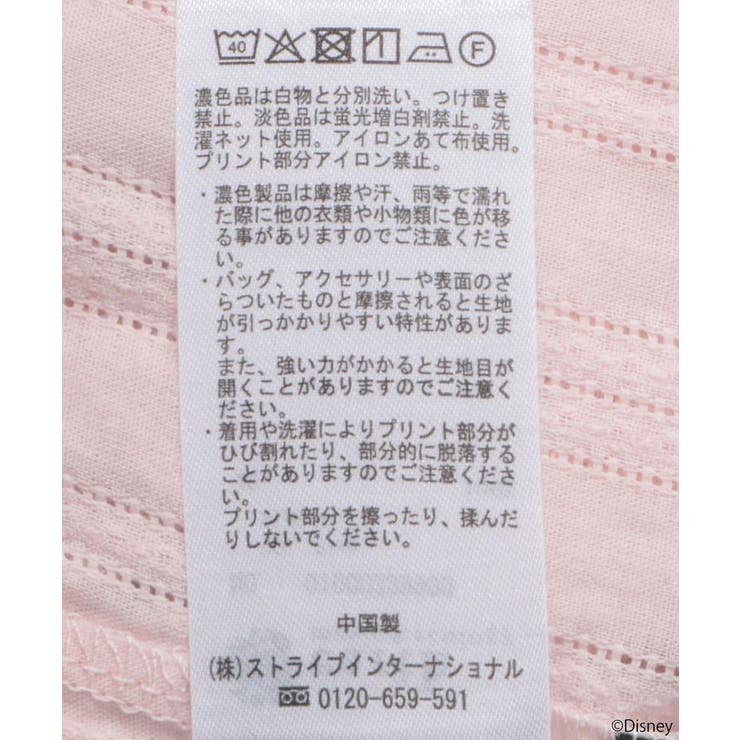 40 F
濃色品は白物と分別洗い。つけ置き
禁止。淡色品は蛍光増白剤禁止。洗
濯ネット使用。アイロンあて布使用。
プリント部分アイロン禁止。
・濃色製品は摩擦や汗、雨等で濡れ
た際に他の衣類や小物類に色が移
る事がありますのでご注意くださ
い。
・バッグ、アクセサリーや表面のざ
らついたものと摩擦されると生地
が引っかかりやすい特性がありま
す。
また、強い力がかかると生地目が
開くことがありますのでご注意く
ださい。
・着用や洗濯によりプリント部分が
ひび割れたり、部分的に脱落する
ことがありますのでご注意くださ
い。
プリント部分を擦ったり、揉んだ
りしないでください。
中国製
(株)ストライプインターナショナル
0120-659-591
©Disney